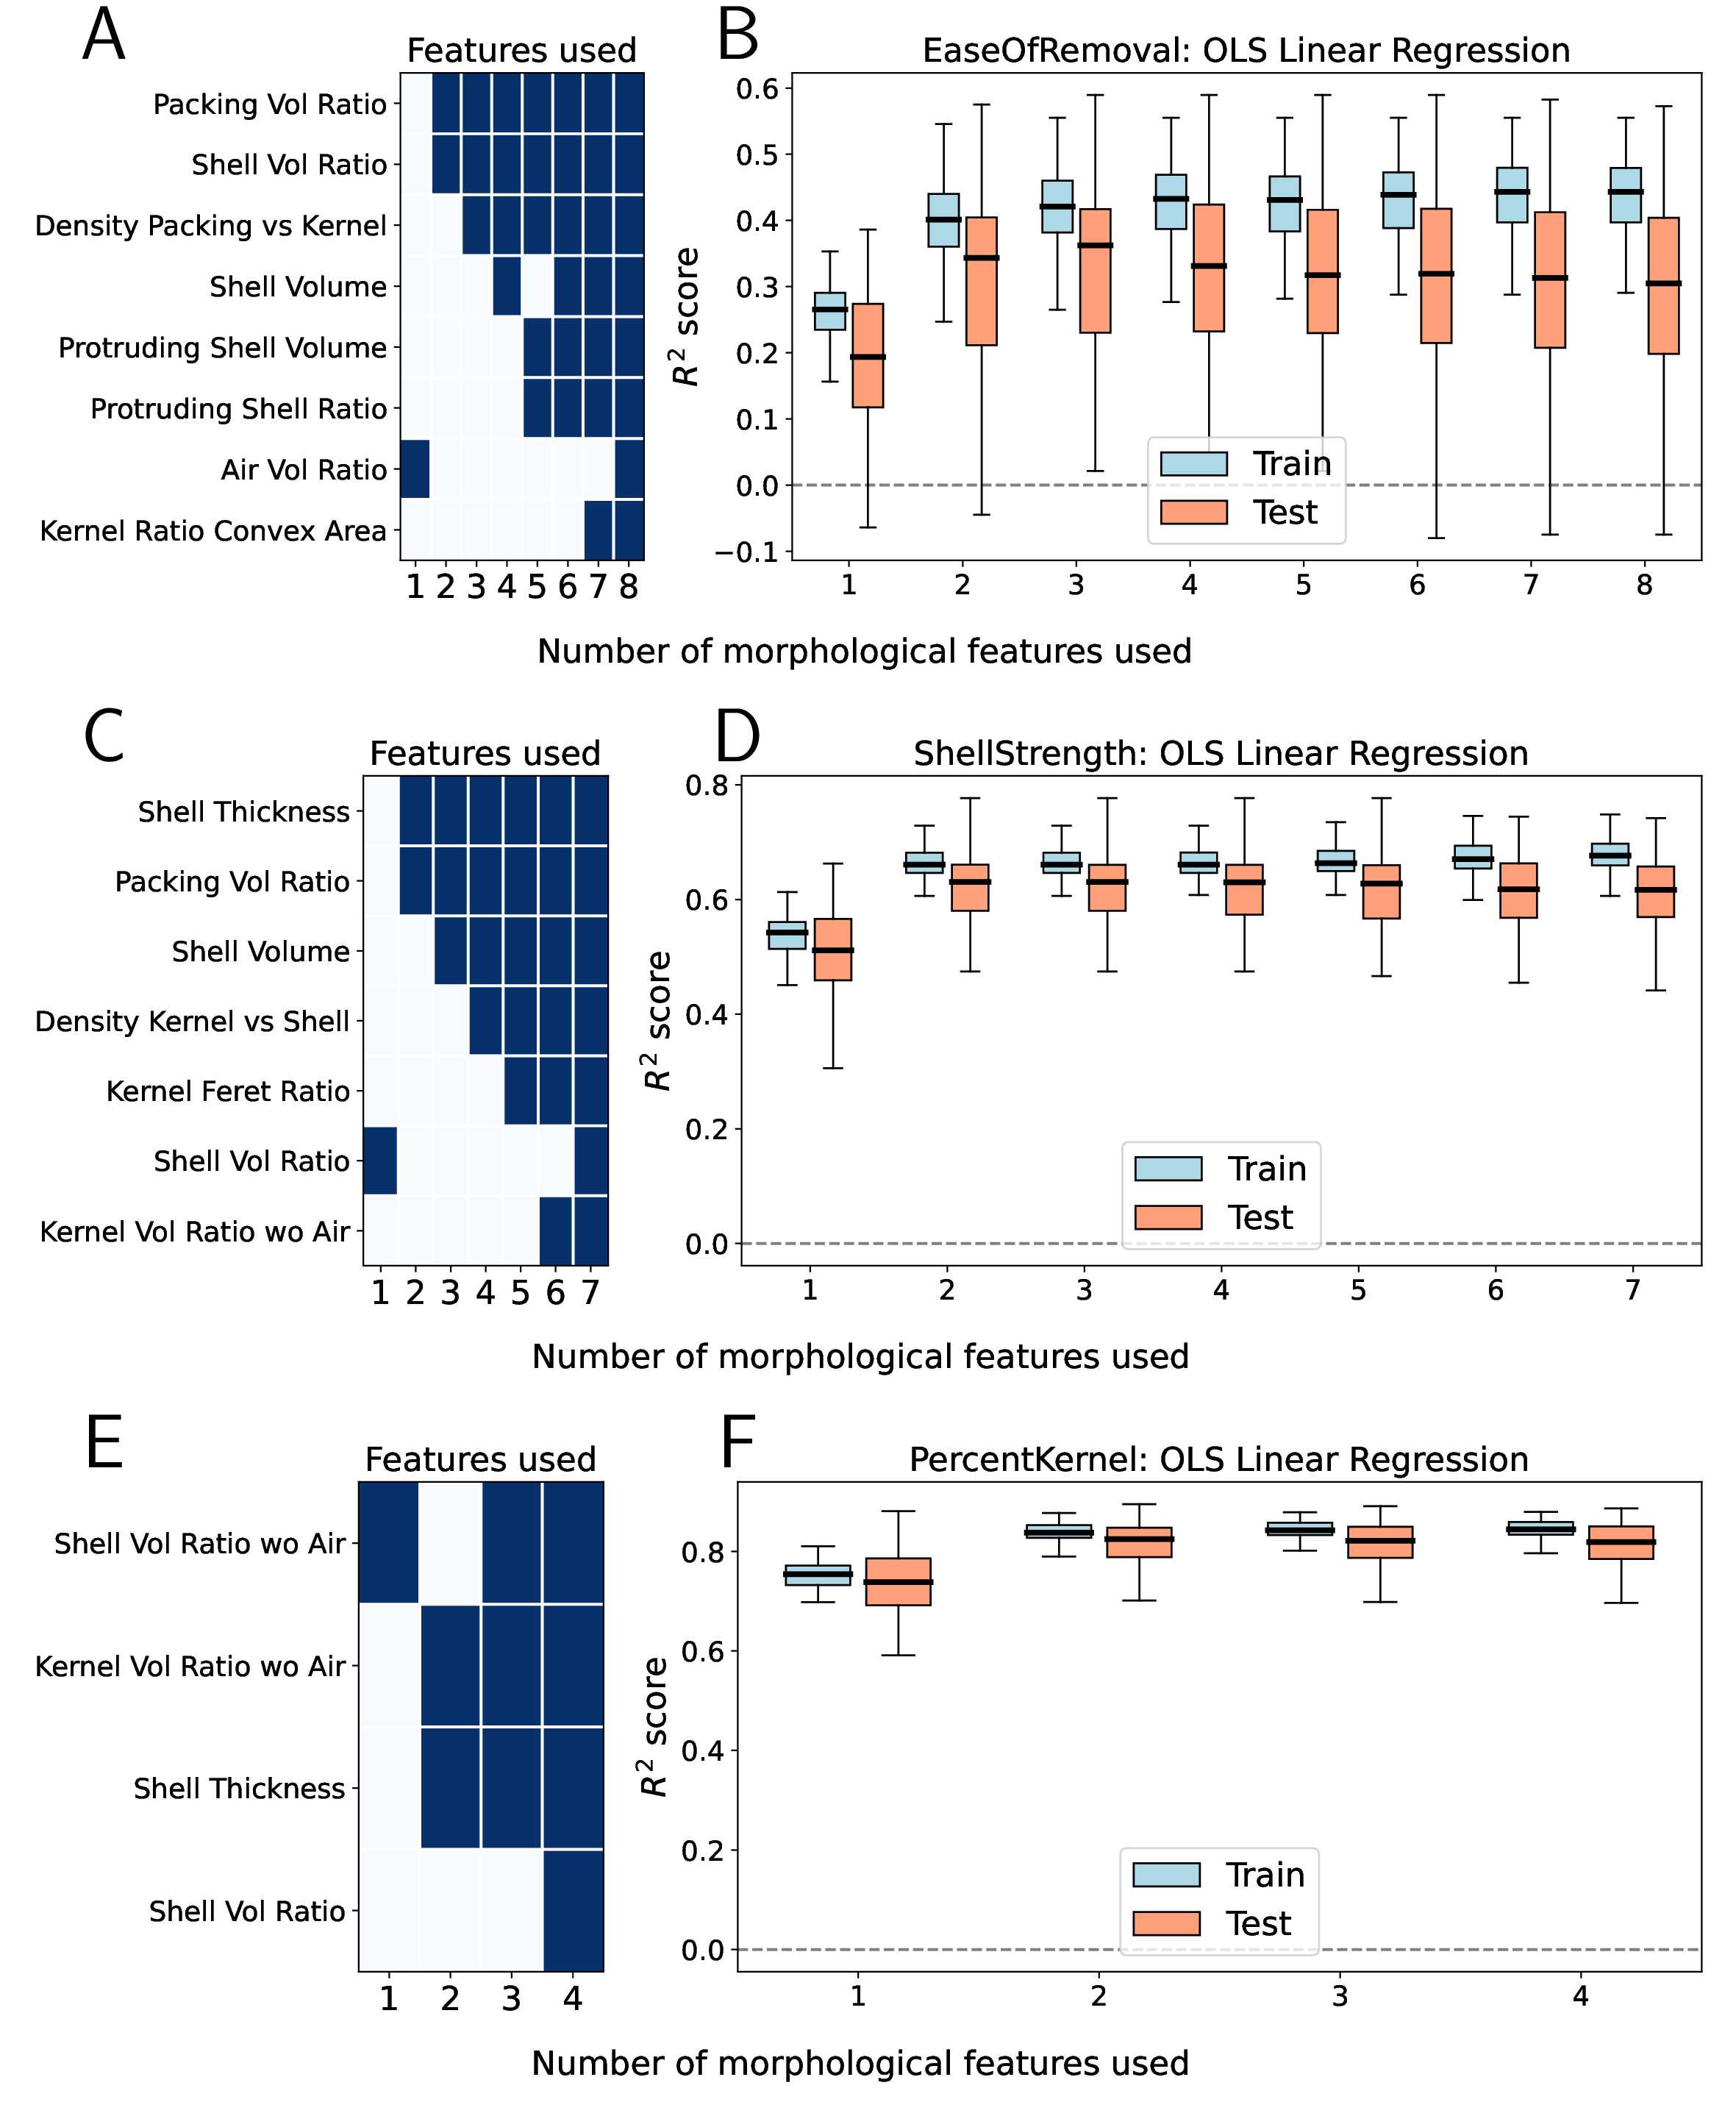 A
B
Features used
EaseOfRemoval: OLS Linear Regression
Packing Vol Ratio
Shell Vol Ratio
Density Packing vs Kernel
Shell Volume
Protruding Shell Volume
Protruding Shell Ratio
Air Vol Ratio
Kernel Ratio Convex Area
1 2 3 4 5 6 7 8
R² score
0.6
0.5
0.4
0.3
0.2
0.1
0.0
−0.1
Train
Test
1 2 3 4 5 6 7 8
Number of morphological features used
C
D
Features used
ShellStrength: OLS Linear Regression
Shell Thickness
Packing Vol Ratio
Shell Volume
Density Kernel vs Shell
Kernel Feret Ratio
Shell Vol Ratio
Kernel Vol Ratio wo Air
1 2 3 4 5 6 7
R² score
0.8
0.6
0.4
0.2
0.0
Train
Test
1 2 3 4 5 6 7
Number of morphological features used
E
F
Features used
PercentKernel: OLS Linear Regression
Shell Vol Ratio wo Air
Kernel Vol Ratio wo Air
Shell Thickness
Shell Vol Ratio
1 2 3 4
R² score
0.8
0.6
0.4
0.2
0.0
Train
Test
1 2 3 4
Number of morphological features used